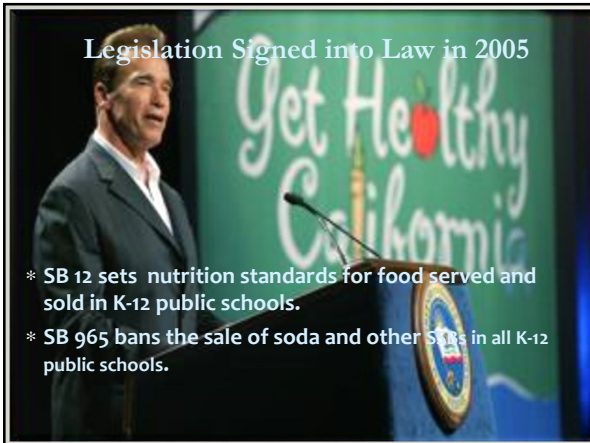 Legislation Signed into Law in 2005
Get Healthy
California
* SB 12 sets nutrition standards for food served and
sold in K-12 public schools.
* SB 965 bans the sale of soda and other SSBs in all K-12
public schools.